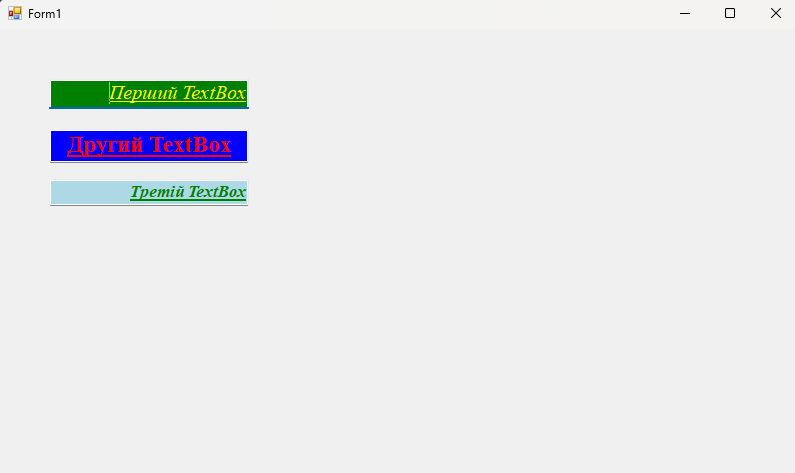 Form1
Перший TextBox
Другий TextBox
Третій TextBox